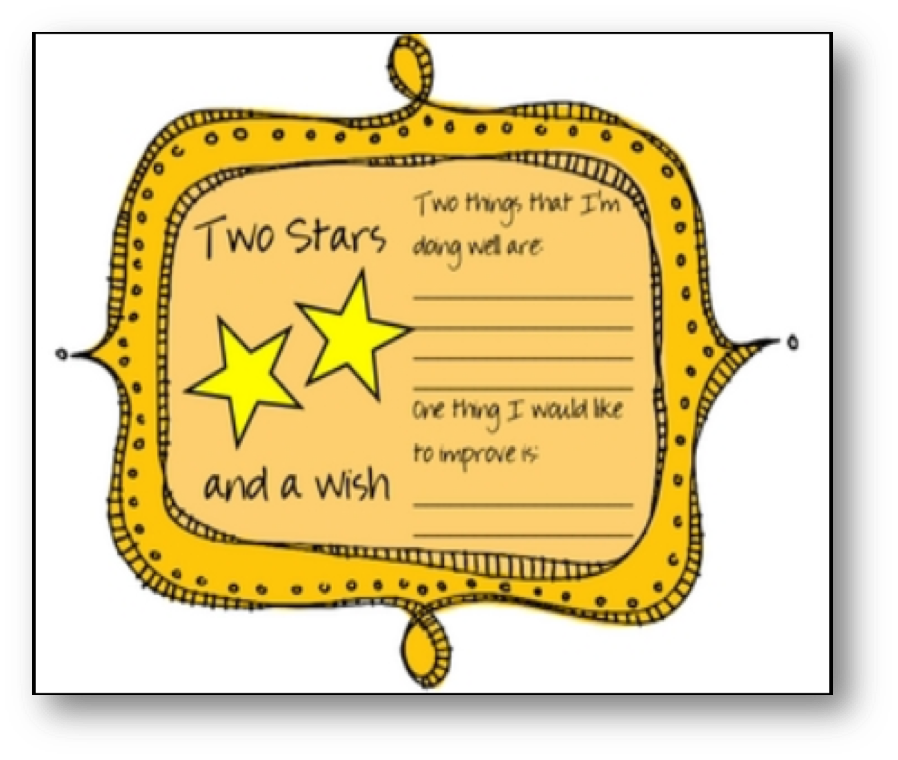 Two Stars
and a wish
Two things that I'm
doing well are:
One thing I would like
to improve is: